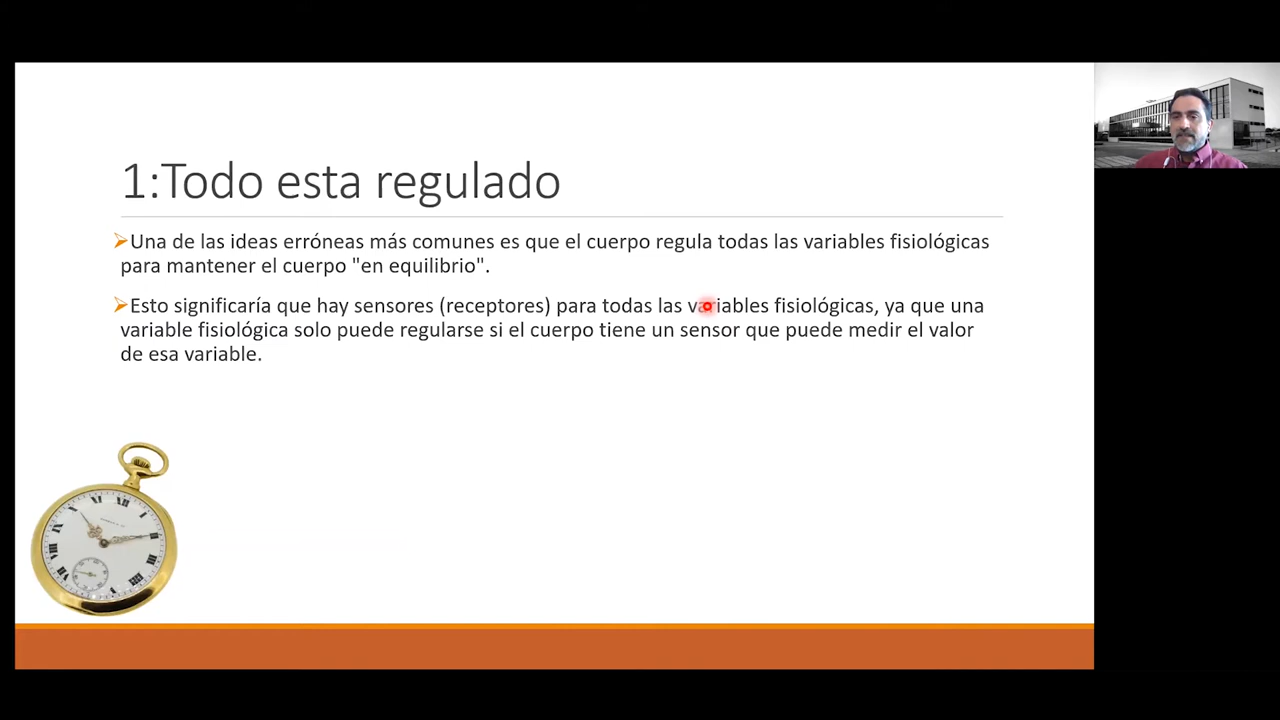 1:Todo esta regulado
Una de las ideas erróneas más comunes es que el cuerpo regula todas las variables fisiológicas
para mantener el cuerpo "en equilibrio".
Esto significaría que hay sensores (receptores) para todas las variables fisiológicas, ya que una
variable fisiológica solo puede regularse si el cuerpo tiene un sensor que puede medir el valor
de esa variable.